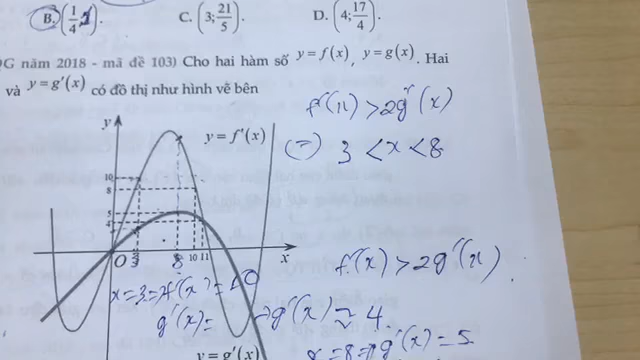 B. (1/4; 1). C. (3; 21/5). D. (4; 17/4).
QG năm 2018 - mã đề 103) Cho hai hàm số y = f(x), y = g(x). Hai
và y = g'(x) có đồ thị như hình vẽ bên
f'(x) > 2g'(x)
y
y = f'(x)
(=) 3 < x < 8
10
8
5
4
O 3 8 10 11 x
f'(x) > 2g'(x)
x = 3 => f'(x) = 10
g'(x) = g'(x) ≈ 4
x = 8 => g'(x) = 5
y = g'(x)